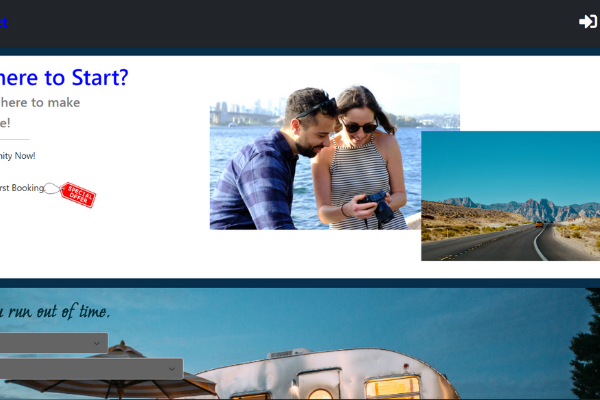 here to Start?
here to make
e!
nity Now!
rst Booking
SPECIAL
OFFER
u run out of time.